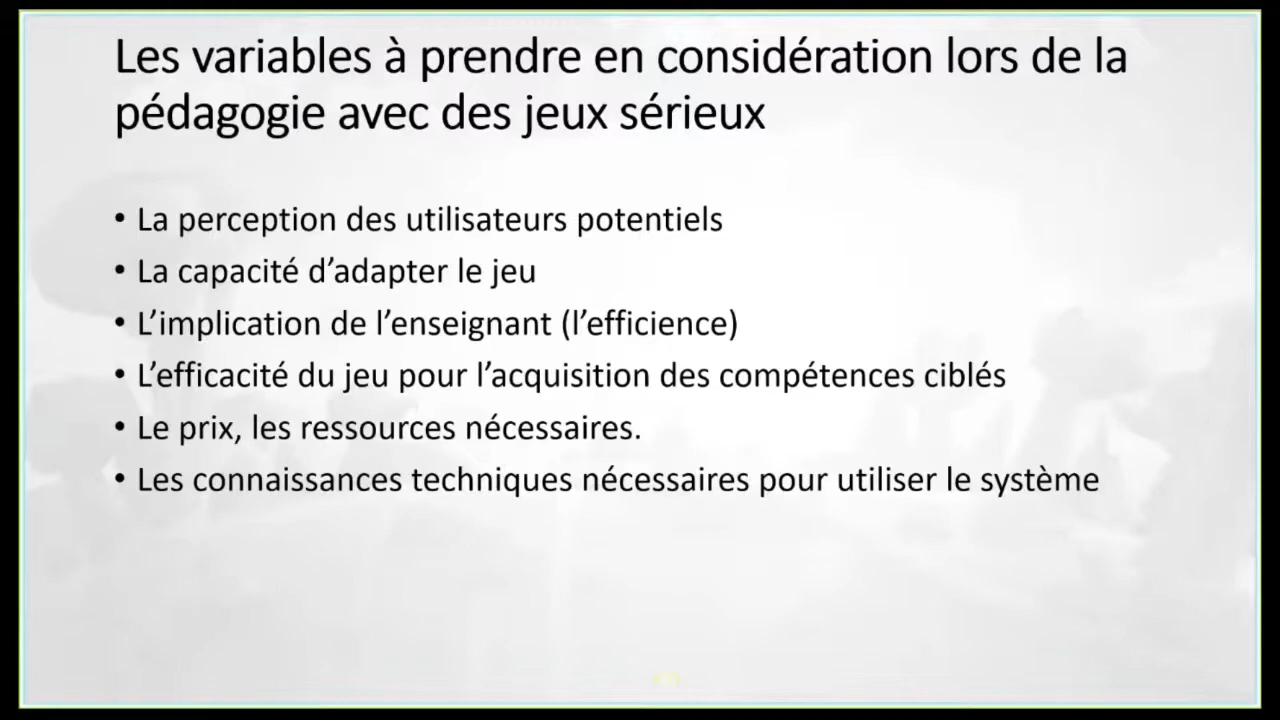 Les variables à prendre en considération lors de la
pédagogie avec des jeux sérieux
• La perception des utilisateurs potentiels
• La capacité d’adapter le jeu
• L’implication de l’enseignant (l’efficience)
• L’efficacité du jeu pour l’acquisition des compétences ciblés
• Le prix, les ressources nécessaires.
• Les connaissances techniques nécessaires pour utiliser le système